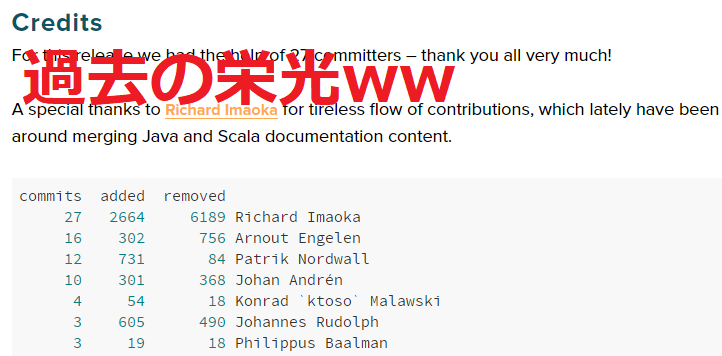 Credits
For this release we had the help of 27 committers – thank you all very much!
過去の栄光ww
A special thanks to Richard Imaoka for tireless flow of contributions, which lately have been
around merging Java and Scala documentation content.
commits added removed
27 2664 6189 Richard Imaoka
16 302 756 Arnout Engelen
12 731 84 Patrik Nordwall
10 301 368 Johan Andrén
4 54 18 Konrad `ktoso` Malawski
3 605 490 Johannes Rudolph
3 19 18 Philippus Baalman